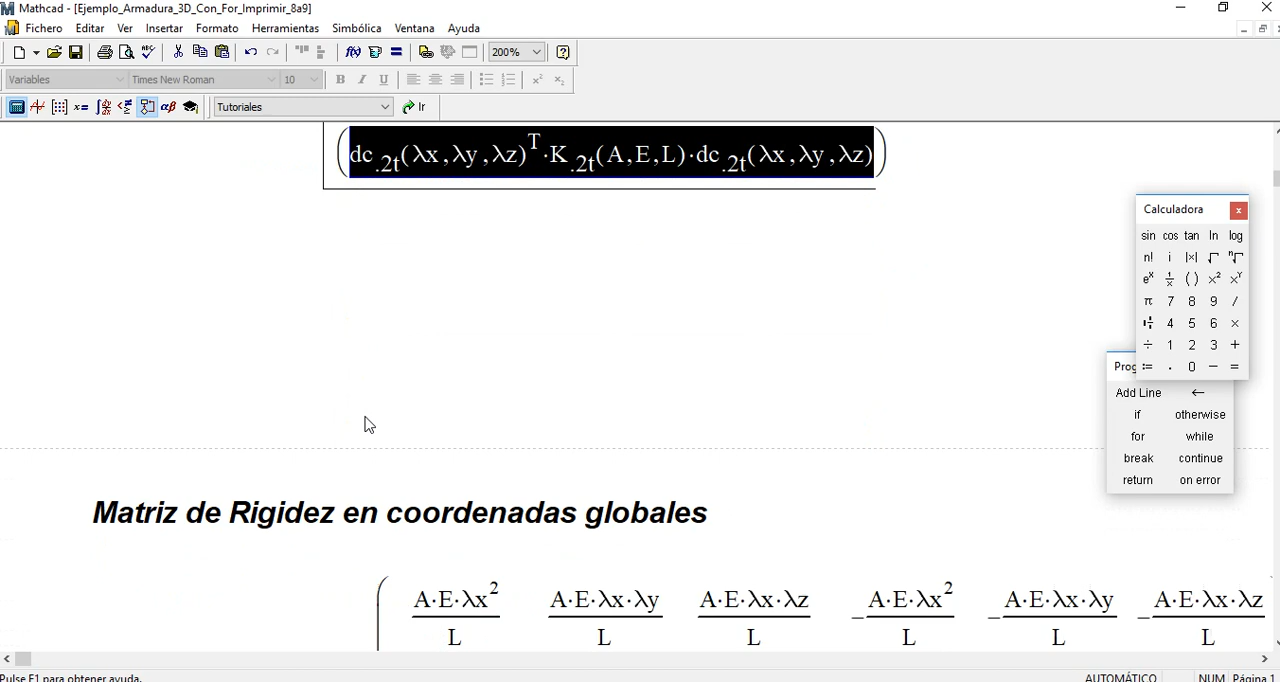 Mathcad - [Ejemplo_Armadura_3D_Con_For_Imprimir_8a9]
Fichero Editar Ver Insertar Formato Herramientas Simbólica Ventana Ayuda
200%
Variables Times New Roman 10 B I U
Tutoriales Ir
(dc .2t(λx,λy,λz)^T·K .2t(A,E,L)·dc .2t(λx,λy,λz))
Calculadora x
sin cos tan ln log
n! i |×| √ ⁿ√
eˣ 1/x ( ) ×² ×ʸ
π 7 8 9 /
4 5 6 ×
÷ 1 2 3 +
:= . 0 − =
Prog
Add Line ←
if otherwise
for while
break continue
return on error
Matriz de Rigidez en coordenadas globales
A·E·λx²/L A·E·λx·λy/L A·E·λx·λz/L −A·E·λx²/L −A·E·λx·λy/L −A·E·λx·λz/L
Pulse F1 para obtener ayuda. AUTOMÁTICO NUM Página 1